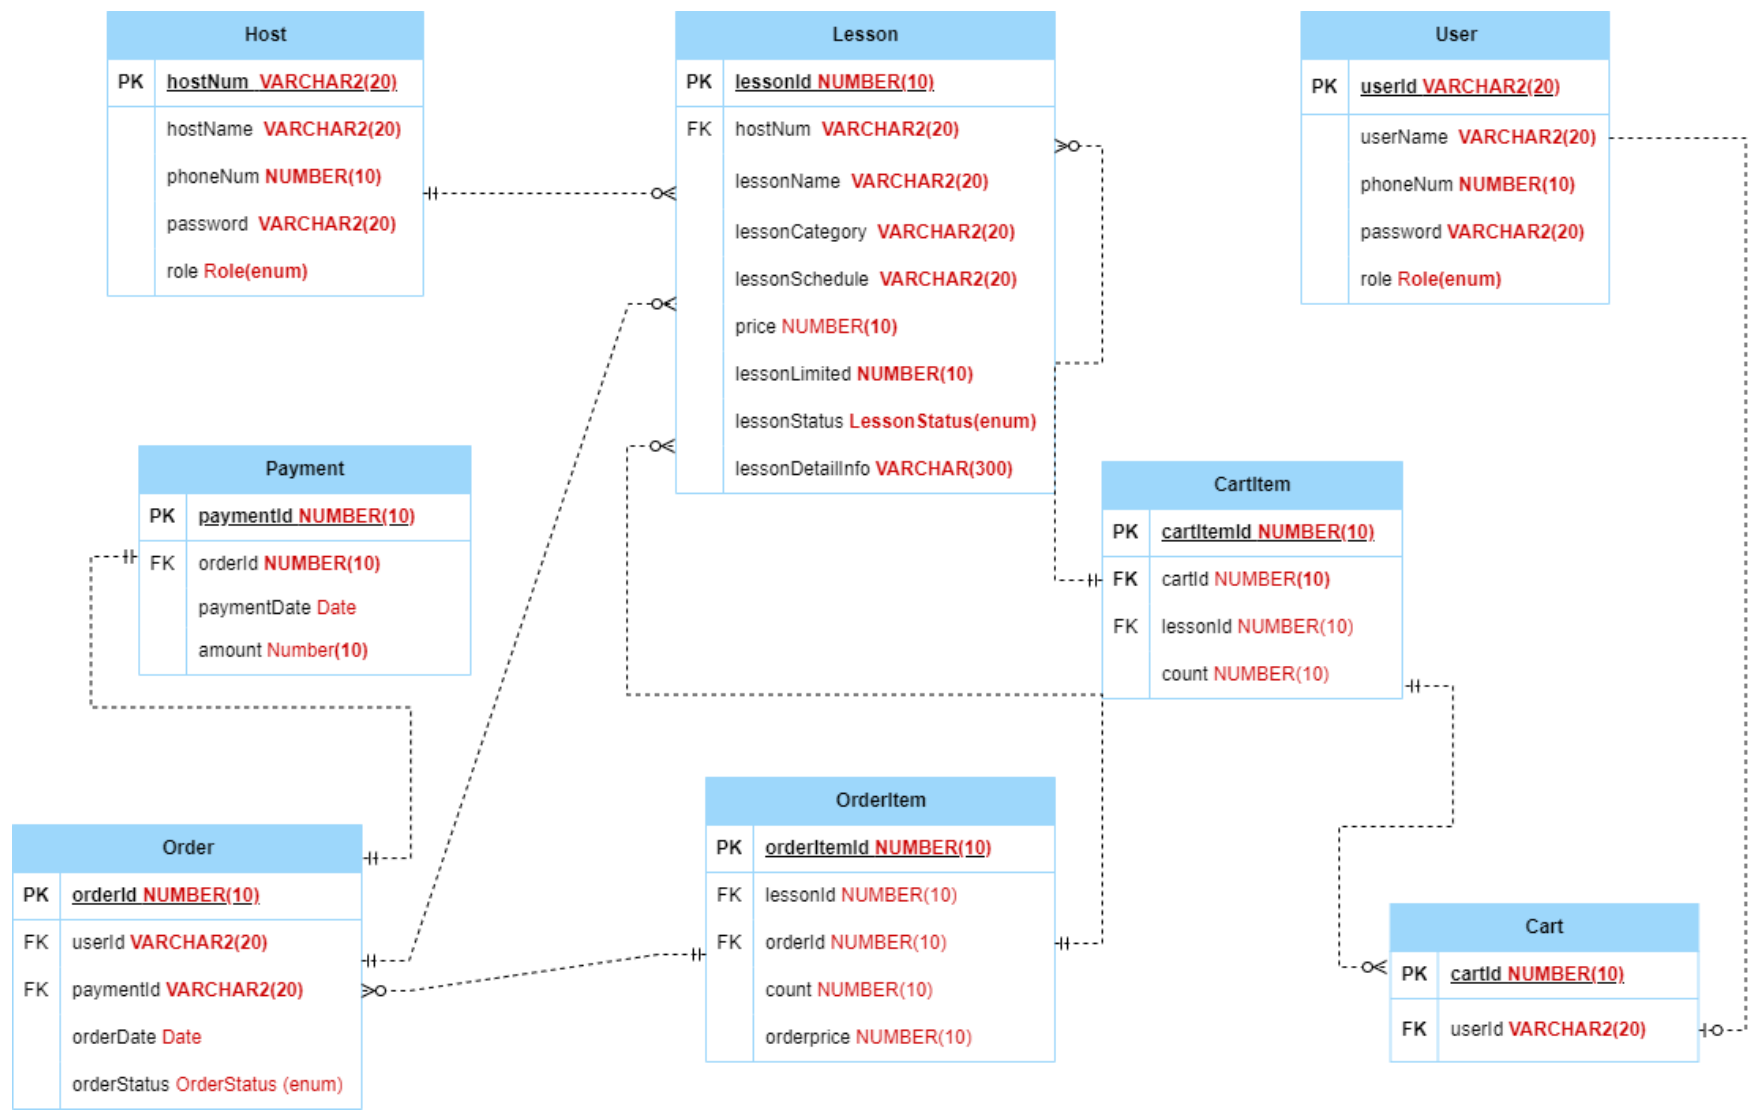 Host
PK hostNum VARCHAR2(20)
hostName VARCHAR2(20)
phoneNum NUMBER(10)
password VARCHAR2(20)
role Role(enum)
Lesson
PK lessonId NUMBER(10)
FK hostNum VARCHAR2(20)
lessonName VARCHAR2(20)
lessonCategory VARCHAR2(20)
lessonSchedule VARCHAR2(20)
price NUMBER(10)
lessonLimited NUMBER(10)
lessonStatus LessonStatus(enum)
lessonDetailInfo VARCHAR(300)
User
PK userId VARCHAR2(20)
userName VARCHAR2(20)
phoneNum NUMBER(10)
password VARCHAR2(20)
role Role(enum)
Payment
PK paymentId NUMBER(10)
FK orderId NUMBER(10)
paymentDate Date
amount Number(10)
CartItem
PK cartItemId NUMBER(10)
FK cartId NUMBER(10)
FK lessonId NUMBER(10)
count NUMBER(10)
Order
PK orderId NUMBER(10)
FK userId VARCHAR2(20)
FK paymentId VARCHAR2(20)
orderDate Date
orderStatus OrderStatus (enum)
OrderItem
PK orderItemId NUMBER(10)
FK lessonId NUMBER(10)
FK orderId NUMBER(10)
count NUMBER(10)
orderprice NUMBER(10)
Cart
PK cartId NUMBER(10)
FK userId VARCHAR2(20)